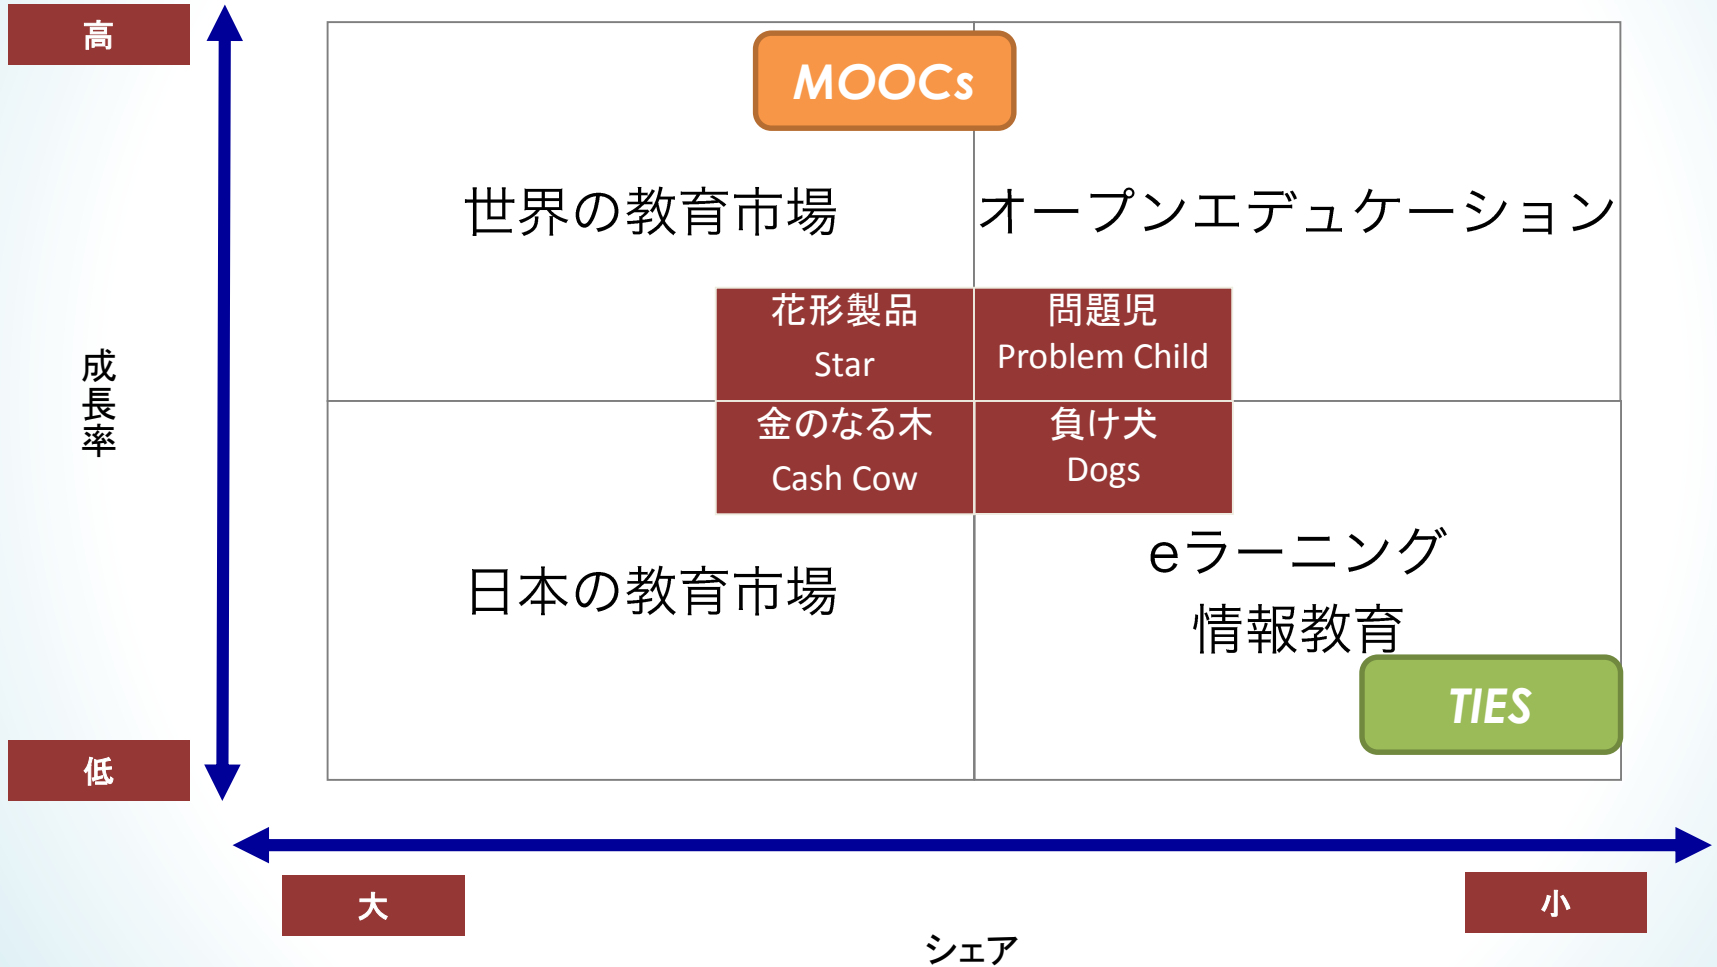 高
MOOCs
世界の教育市場
オープンエデュケーション
花形製品
Star
問題児
Problem Child
成長率
金のなる木
Cash Cow
負け犬
Dogs
日本の教育市場
eラーニング
情報教育
TIES
低
大
小
シェア